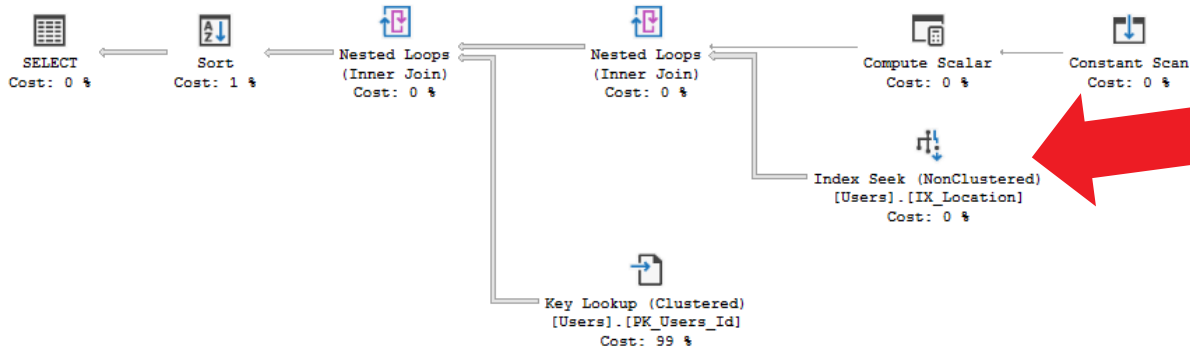 SELECT
Cost: 0 %
Sort
Cost: 1 %
Nested Loops
(Inner Join)
Cost: 0 %
Nested Loops
(Inner Join)
Cost: 0 %
Compute Scalar
Cost: 0 %
Constant Scan
Cost: 0 %
Index Seek (NonClustered)
[Users].[IX_Location]
Cost: 0 %
Key Lookup (Clustered)
[Users].[PK_Users_Id]
Cost: 99 %